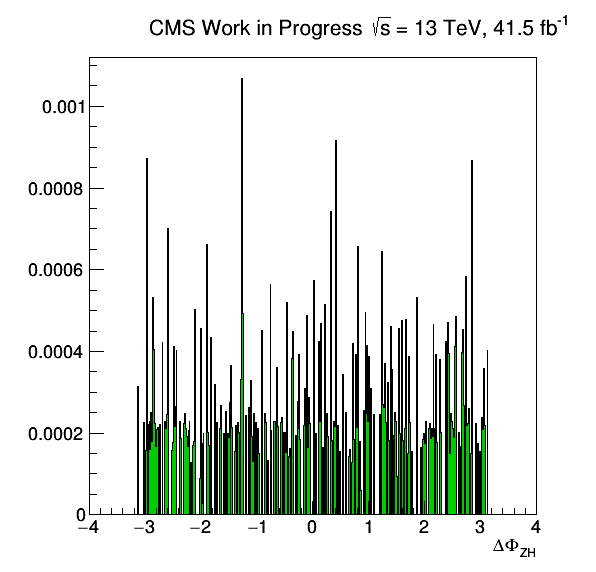 CMS Work in Progress √s = 13 TeV, 41.5 fb⁻¹
0.001
0.0008
0.0006
0.0004
0.0002
0
−4 −3 −2 −1 0 1 2 3 4
ΔΦ_ZH